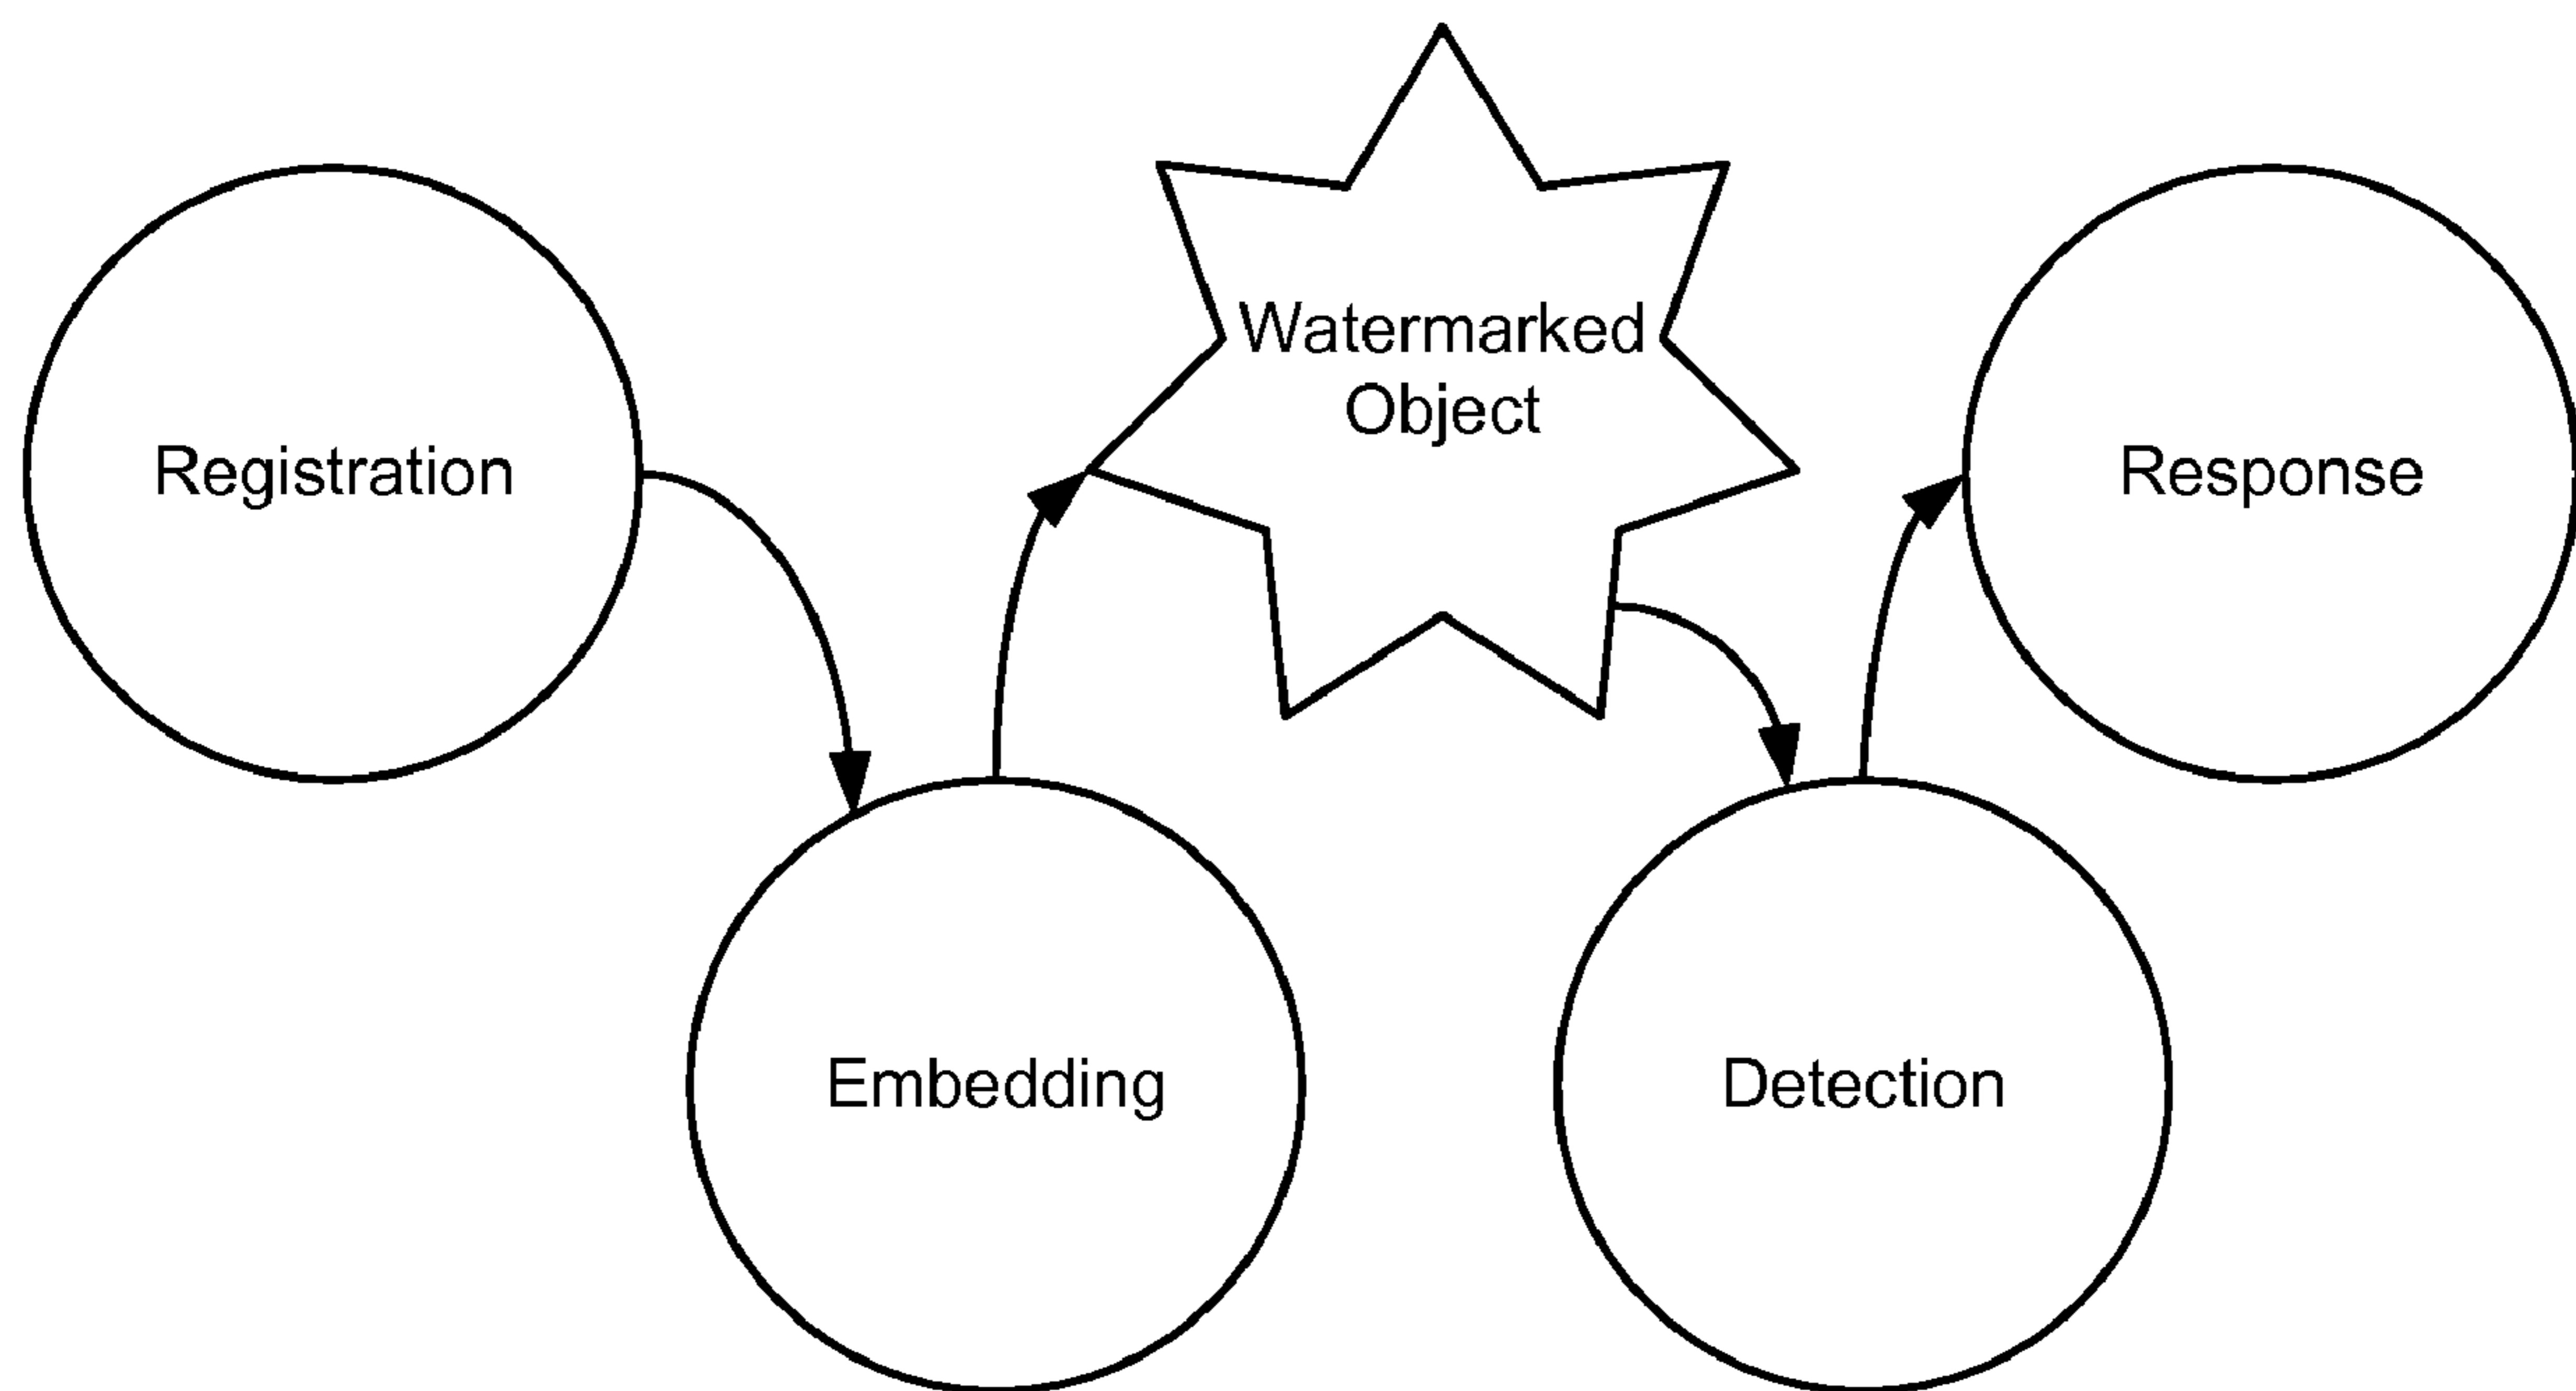 Registration
Embedding
Watermarked
Object
Detection
Response